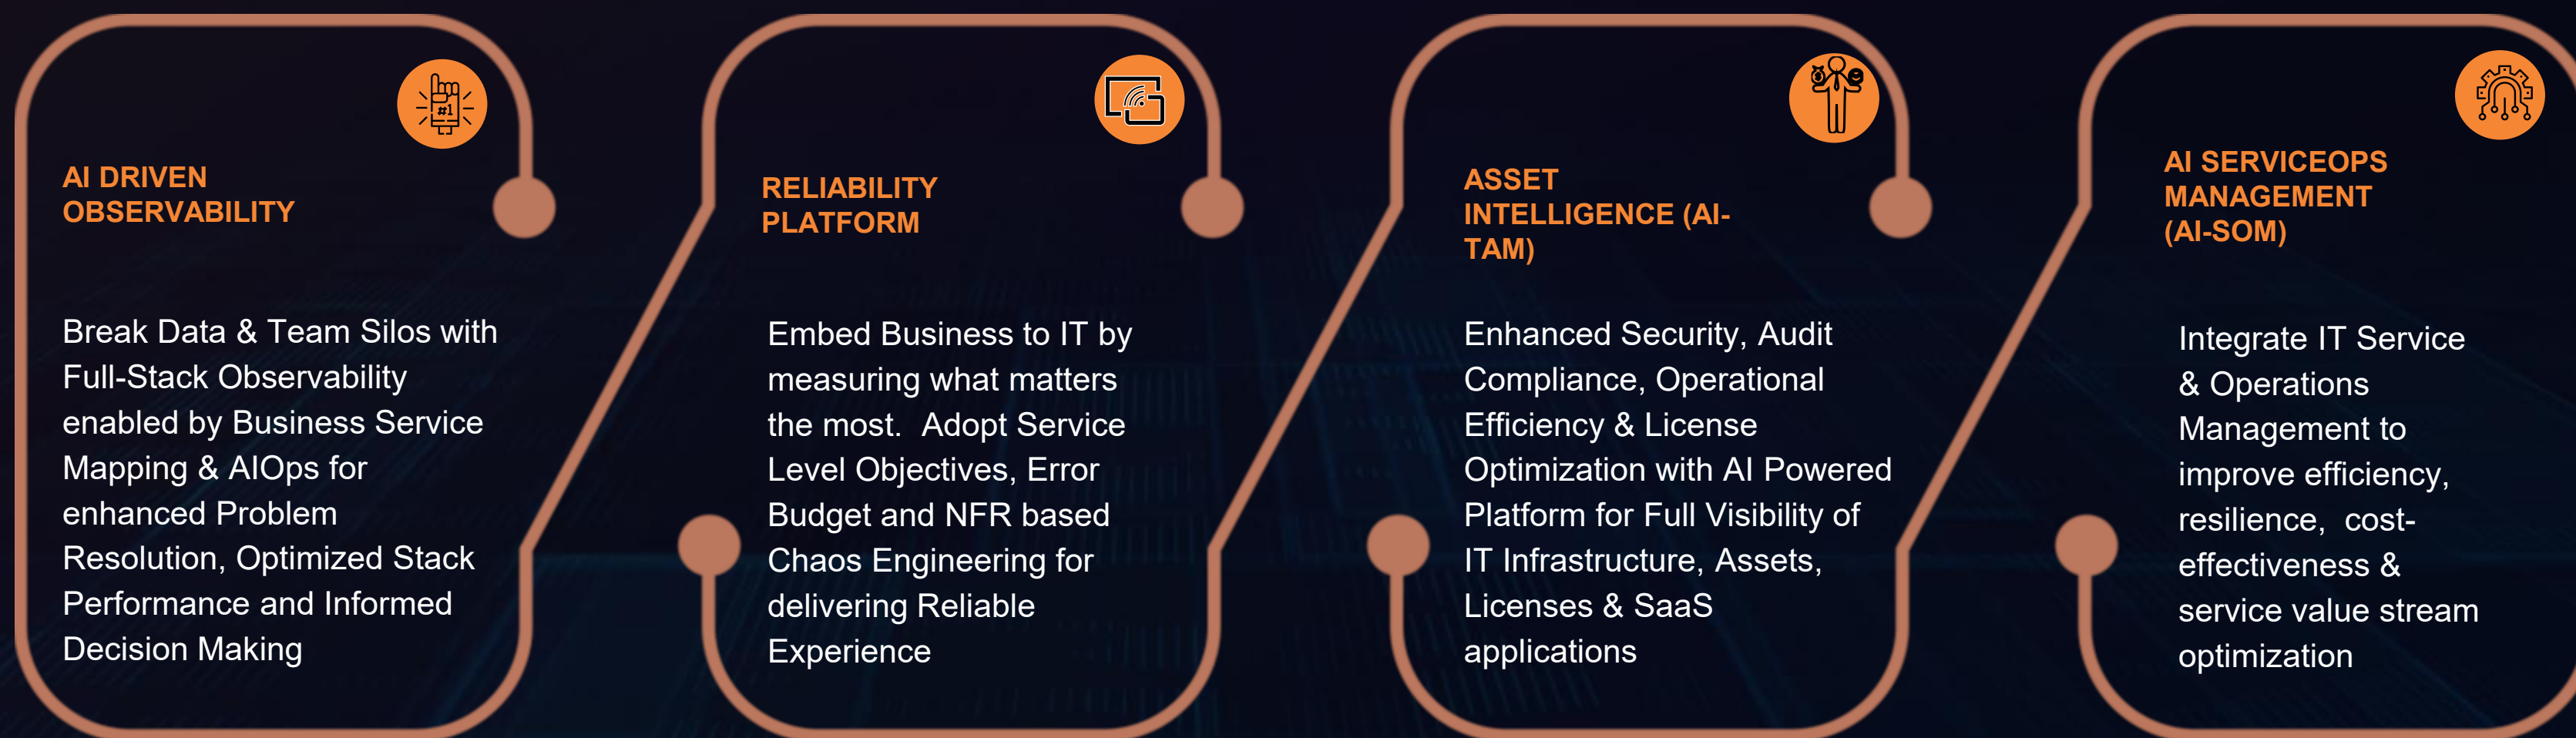 #1
AI DRIVEN
OBSERVABILITY
Break Data & Team Silos with
Full-Stack Observability
enabled by Business Service
Mapping & AIOps for
enhanced Problem
Resolution, Optimized Stack
Performance and Informed
Decision Making
RELIABILITY
PLATFORM
Embed Business to IT by
measuring what matters
the most.  Adopt Service
Level Objectives, Error
Budget and NFR based
Chaos Engineering for
delivering Reliable
Experience
ASSET
INTELLIGENCE (AI-
TAM)
Enhanced Security, Audit
Compliance, Operational
Efficiency & License
Optimization with AI Powered
Platform for Full Visibility of
IT Infrastructure, Assets,
Licenses & SaaS
applications
AI SERVICEOPS
MANAGEMENT
(AI-SOM)
Integrate IT Service
& Operations
Management to
improve efficiency,
resilience,  cost-
effectiveness &
service value stream
optimization